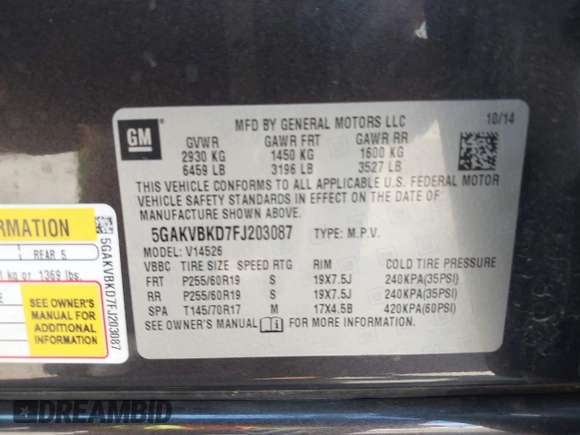 GM
MFD BY GENERAL MOTORS LLC 10/14
GVWR GAWR FRT GAWR RR
2930 KG 1450 KG 1600 KG
6459 LB 3196 LB 3527 LB
THIS VEHICLE CONFORMS TO ALL APPLICABLE U.S. FEDERAL MOTOR
VEHICLE SAFETY STANDARDS IN EFFECT ON THE DATE OF
MANUFACTURE SHOWN ABOVE.
5GAKVBKD7FJ203087 TYPE: M.P.V.
MODEL: V14526
VBBC TIRE SIZE SPEED RTG RIM COLD TIRE PRESSURE
FRT P255/60R19 S 19X7.5J 240KPA(35PSI)
RR P255/60R19 S 19X7.5J 240KPA(35PSI)
SPA T145/70R17 M 17X4.5B 420KPA(60PSI)
SEE OWNER'S MANUAL FOR MORE INFORMATION.
REAR 5
kg or 1369 lbs.
SEE OWNER'S
MANUAL FOR
ADDITIONAL
INFORMATION
5GAKVBKD7FJ203087
DREAMBID